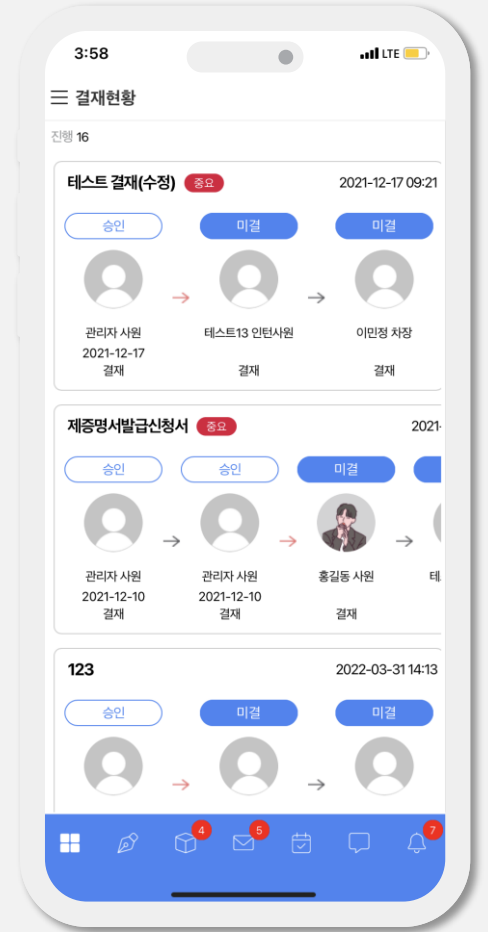 3:58 LTE
결재현황
진행 16
테스트 결재(수정) 중요 2021-12-17 09:21
승인 미결 미결
관리자 사원 테스트13 인턴사원 이민정 차장
2021-12-17
결재 결재 결재
제증명서발급신청서 중요 2021-
승인 승인 미결
관리자 사원 관리자 사원 홍길동 사원 테
2021-12-10 2021-12-10
결재 결재 결재
123 2022-03-31 14:13
승인 미결 미결
4 5 7